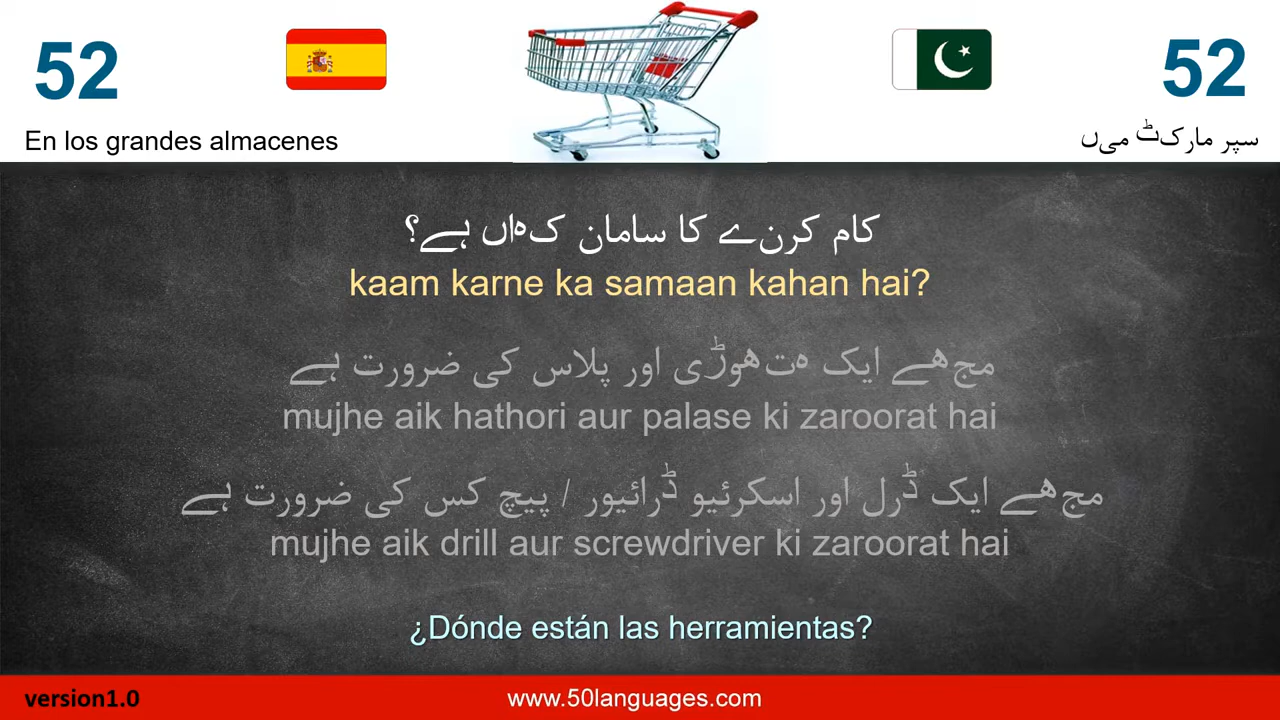 52
52
En los grandes almacenes
سپر مارکٹ میں
کام کرنے کا سامان کہاں ہے؟
kaam karne ka samaan kahan hai?
مجھے ایک ہتھوڑی اور پلاس کی ضرورت ہے
mujhe aik hathori aur palase ki zaroorat hai
مجھے ایک ڈرل اور اسکرئیو ڈرائیور / پیچ کس کی ضرورت ہے
mujhe aik drill aur screwdriver ki zaroorat hai
¿Dónde están las herramientas?
version1.0
www.50languages.com